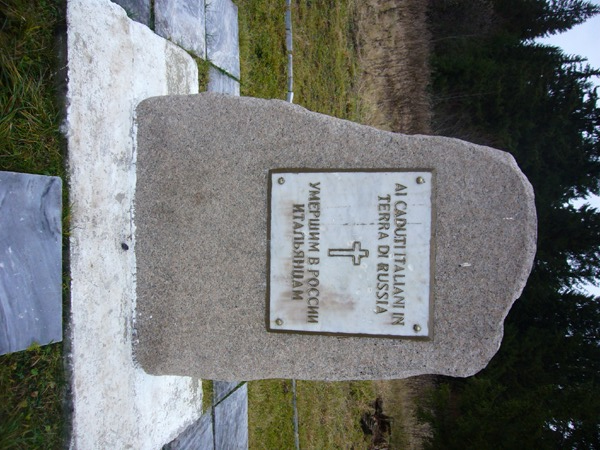 AI CADUTI ITALIANI IN
TERRA DI RUSSIA
УМЕРШИМ В РОССИИ
ИТАЛЬЯНЦАМ